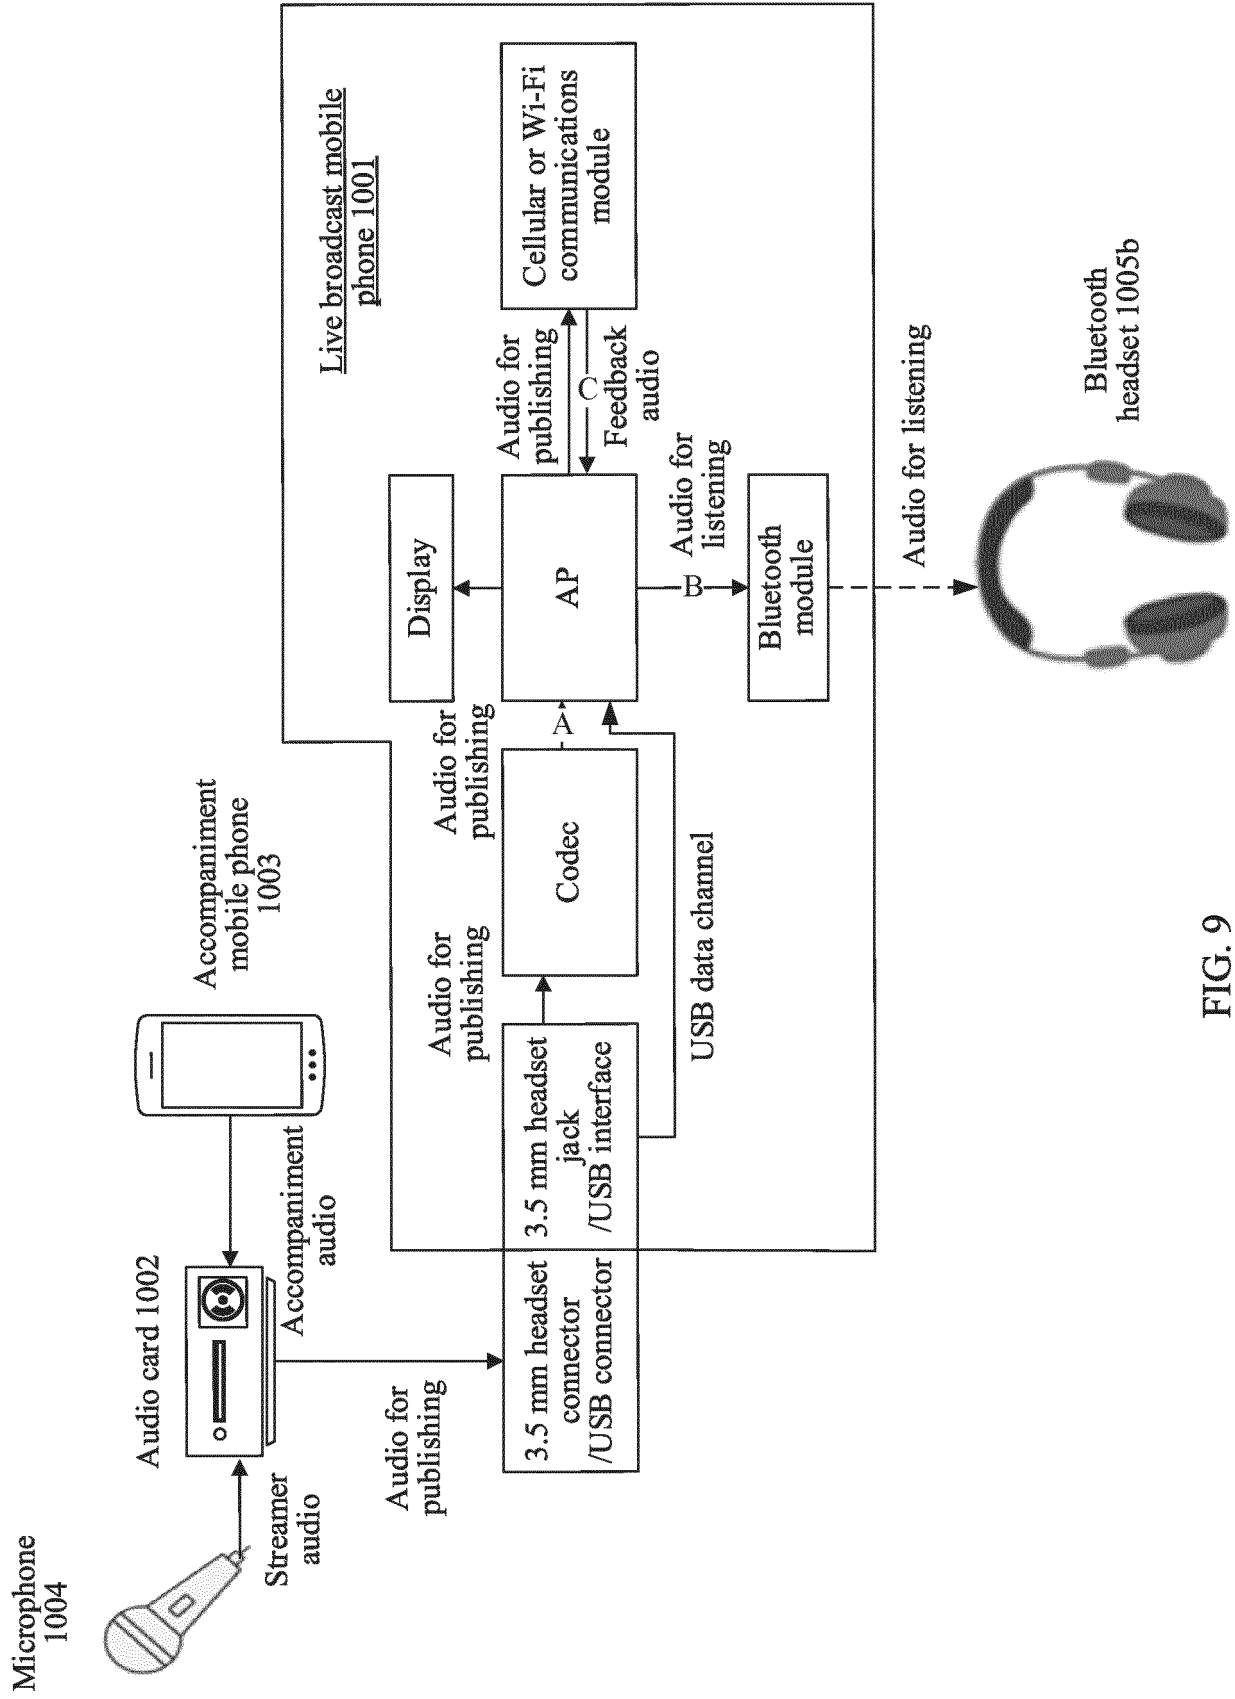 Microphone
1004
Streamer
audio
Audio card 1002
Accompaniment
audio
Accompaniment
mobile phone
1003
Audio for
publishing
3.5 mm headset
connector
/USB connector
3.5 mm headset
jack
/USB interface
Audio for
publishing
Codec
Audio for
publishing
A
USB data channel
Live broadcast mobile
phone 1001
Display
AP
Audio for
publishing
C
Feedback
audio
Cellular or Wi-Fi
communications
module
B
Audio for
listening
Bluetooth
module
Audio for listening
Bluetooth
headset 1005b
FIG. 9